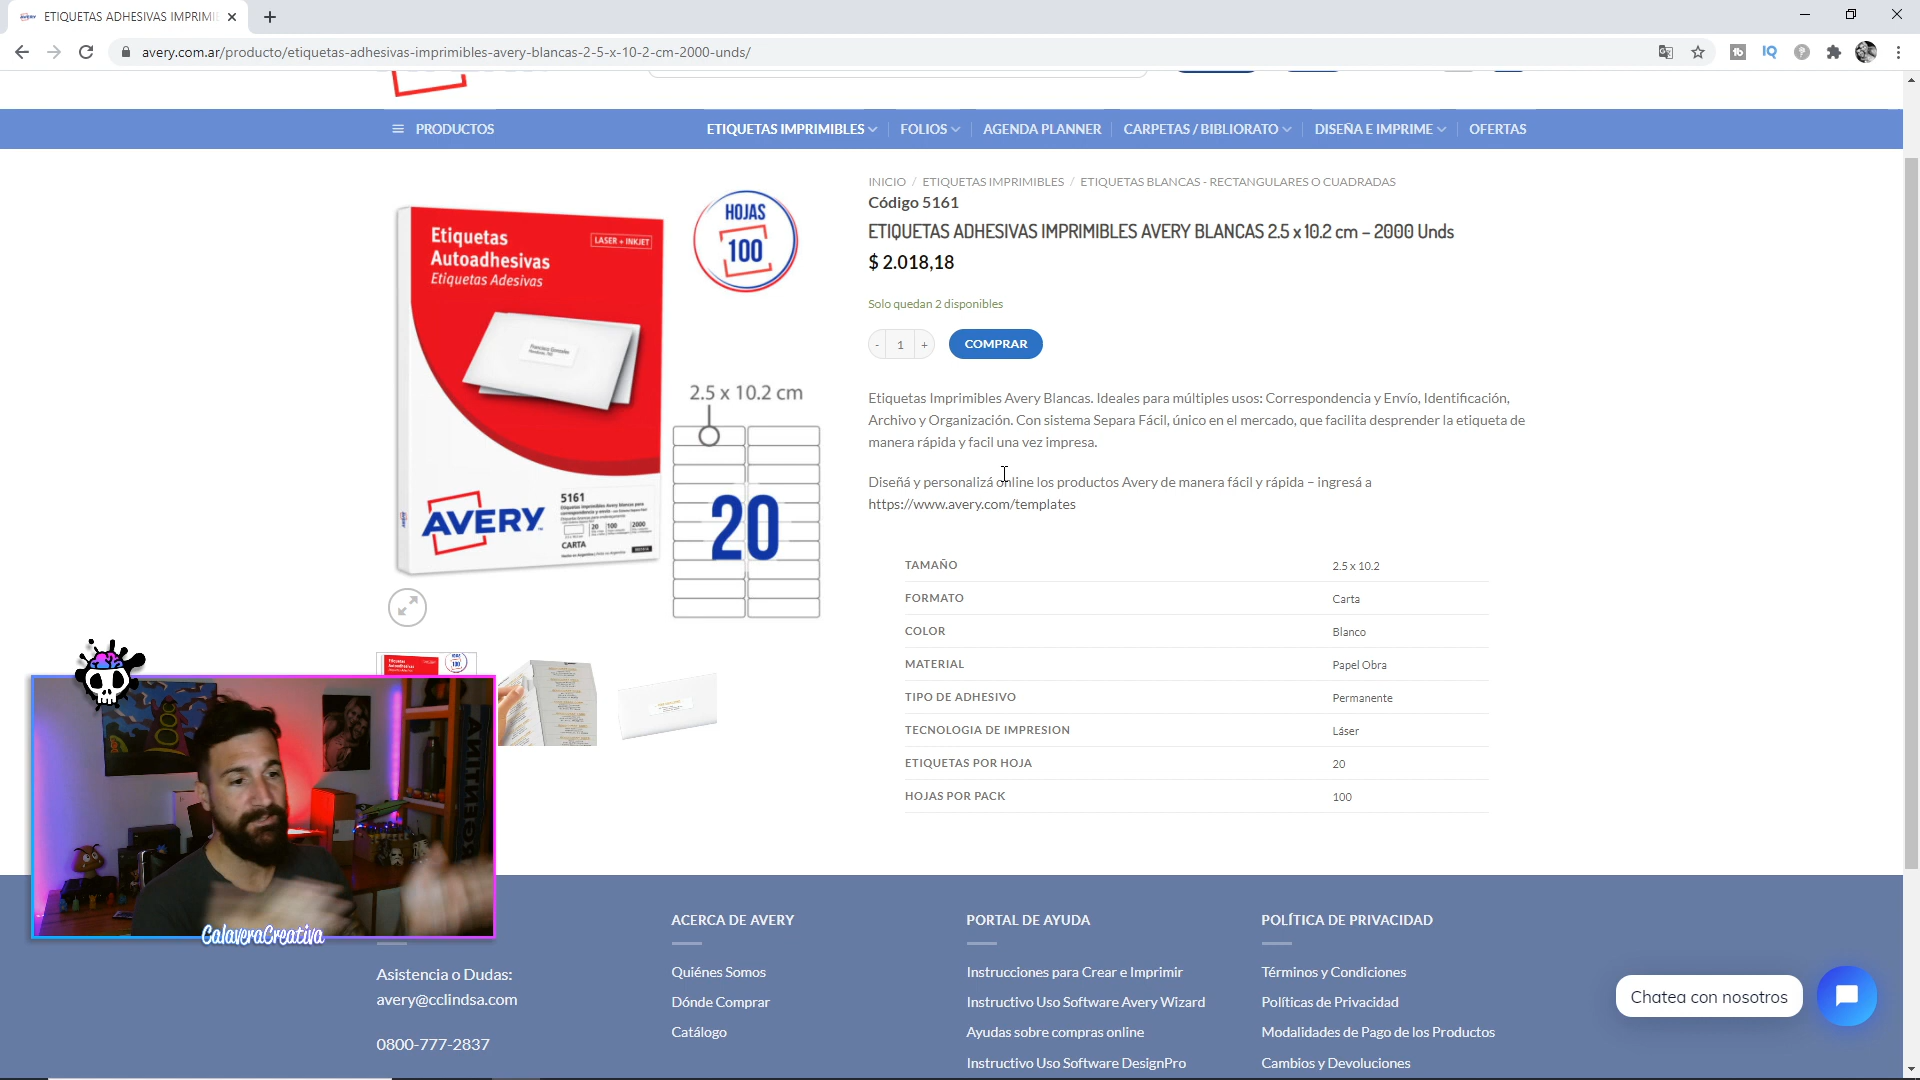 ETIQUETAS ADHESIVAS IMPRIMI
avery.com.ar/producto/etiquetas-adhesivas-imprimibles-avery-blancas-2-5-x-10-2-cm-2000-unds/
PRODUCTOS
ETIQUETAS IMPRIMIBLES
FOLIOS
AGENDA PLANNER
CARPETAS / BIBLIORATO
DISEÑA E IMPRIME
OFERTAS
INICIO / ETIQUETAS IMPRIMIBLES / ETIQUETAS BLANCAS - RECTANGULARES O CUADRADAS
Código 5161
ETIQUETAS ADHESIVAS IMPRIMIBLES AVERY BLANCAS 2.5 x 10.2 cm – 2000 Unds
$ 2.018,18
Solo quedan 2 disponibles
- 1 +
COMPRAR
Etiquetas Imprimibles Avery Blancas. Ideales para múltiples usos: Correspondencia y Envío, Identificación,
Archivo y Organización. Con sistema Separa Fácil, único en el mercado, que facilita desprender la etiqueta de
manera rápida y facil una vez impresa.
Diseñá y personalizá online los productos Avery de manera fácil y rápida – ingresá a
https://www.avery.com/templates
TAMAÑO 2.5 x 10.2
FORMATO Carta
COLOR Blanco
MATERIAL Papel Obra
TIPO DE ADHESIVO Permanente
TECNOLOGIA DE IMPRESION Láser
ETIQUETAS POR HOJA 20
HOJAS POR PACK 100
Etiquetas
Autoadhesivas
Etiquetas Adesivas
LASER + INKJET
HOJAS
100
2.5 x 10.2 cm
20
AVERY
5161
20 100 2000
CARTA
CalaveraCreativa
Asistencia o Dudas:
avery@cclindsa.com
0800-777-2837
ACERCA DE AVERY
Quiénes Somos
Dónde Comprar
Catálogo
PORTAL DE AYUDA
Instrucciones para Crear e Imprimir
Instructivo Uso Software Avery Wizard
Ayudas sobre compras online
Instructivo Uso Software DesignPro
POLÍTICA DE PRIVACIDAD
Términos y Condiciones
Políticas de Privacidad
Modalidades de Pago de los Productos
Cambios y Devoluciones
Chatea con nosotros